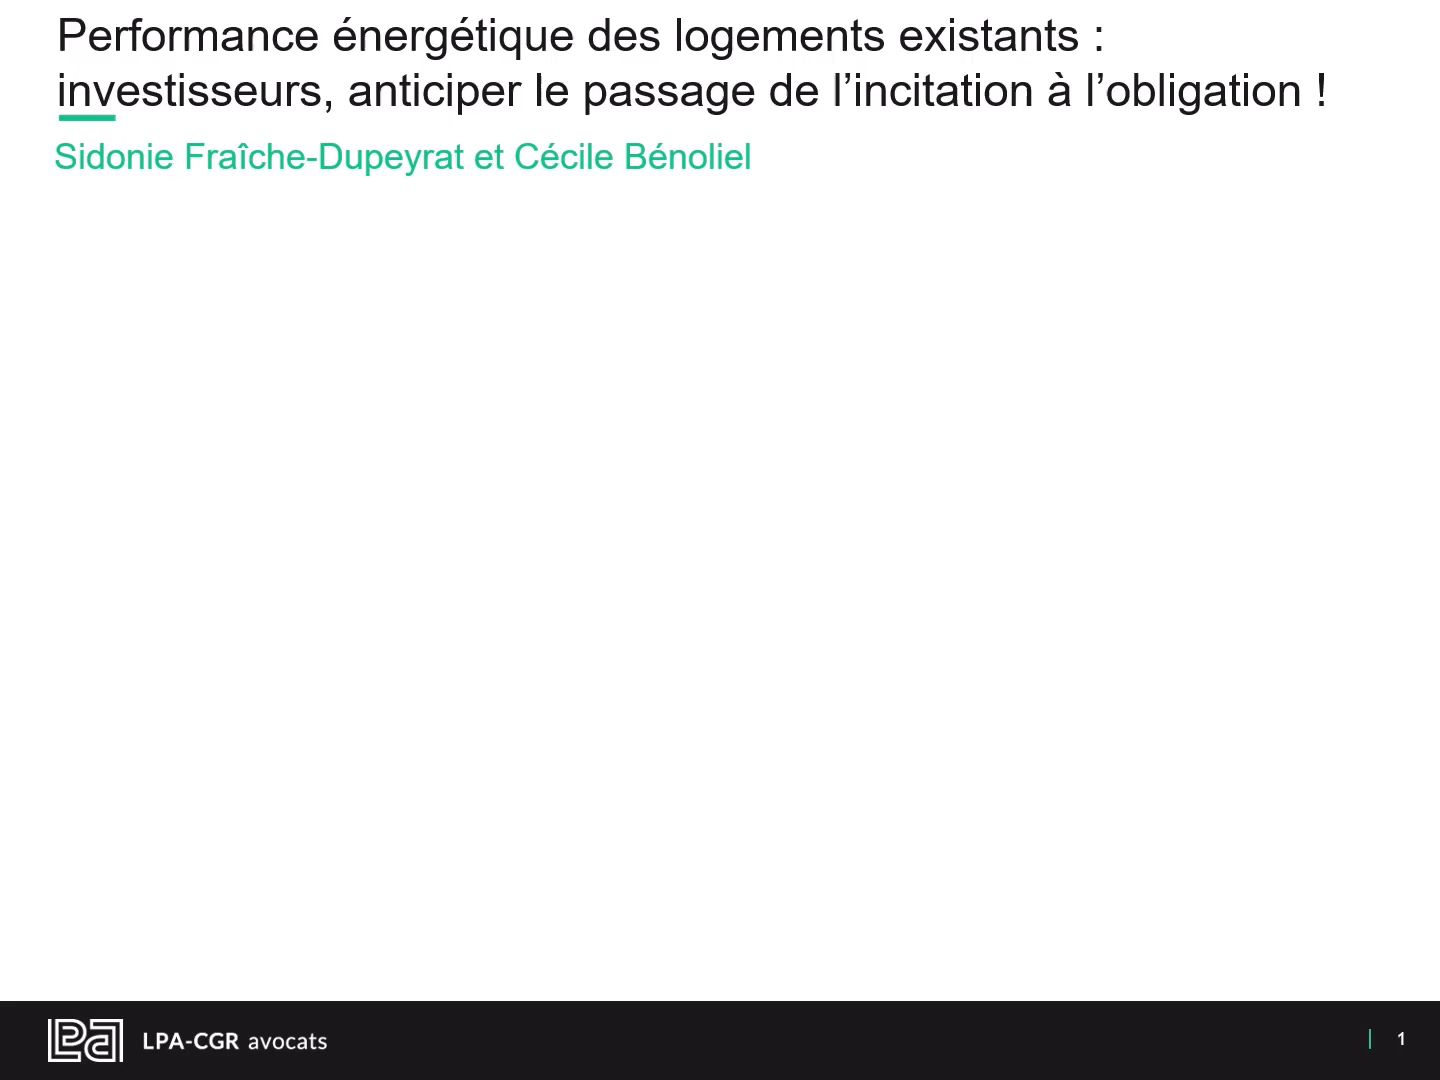 Performance énergétique des logements existants :
investisseurs, anticiper le passage de l’incitation à l’obligation !
Sidonie Fraîche-Dupeyrat et Cécile Bénoliel
LPA-CGR avocats
1